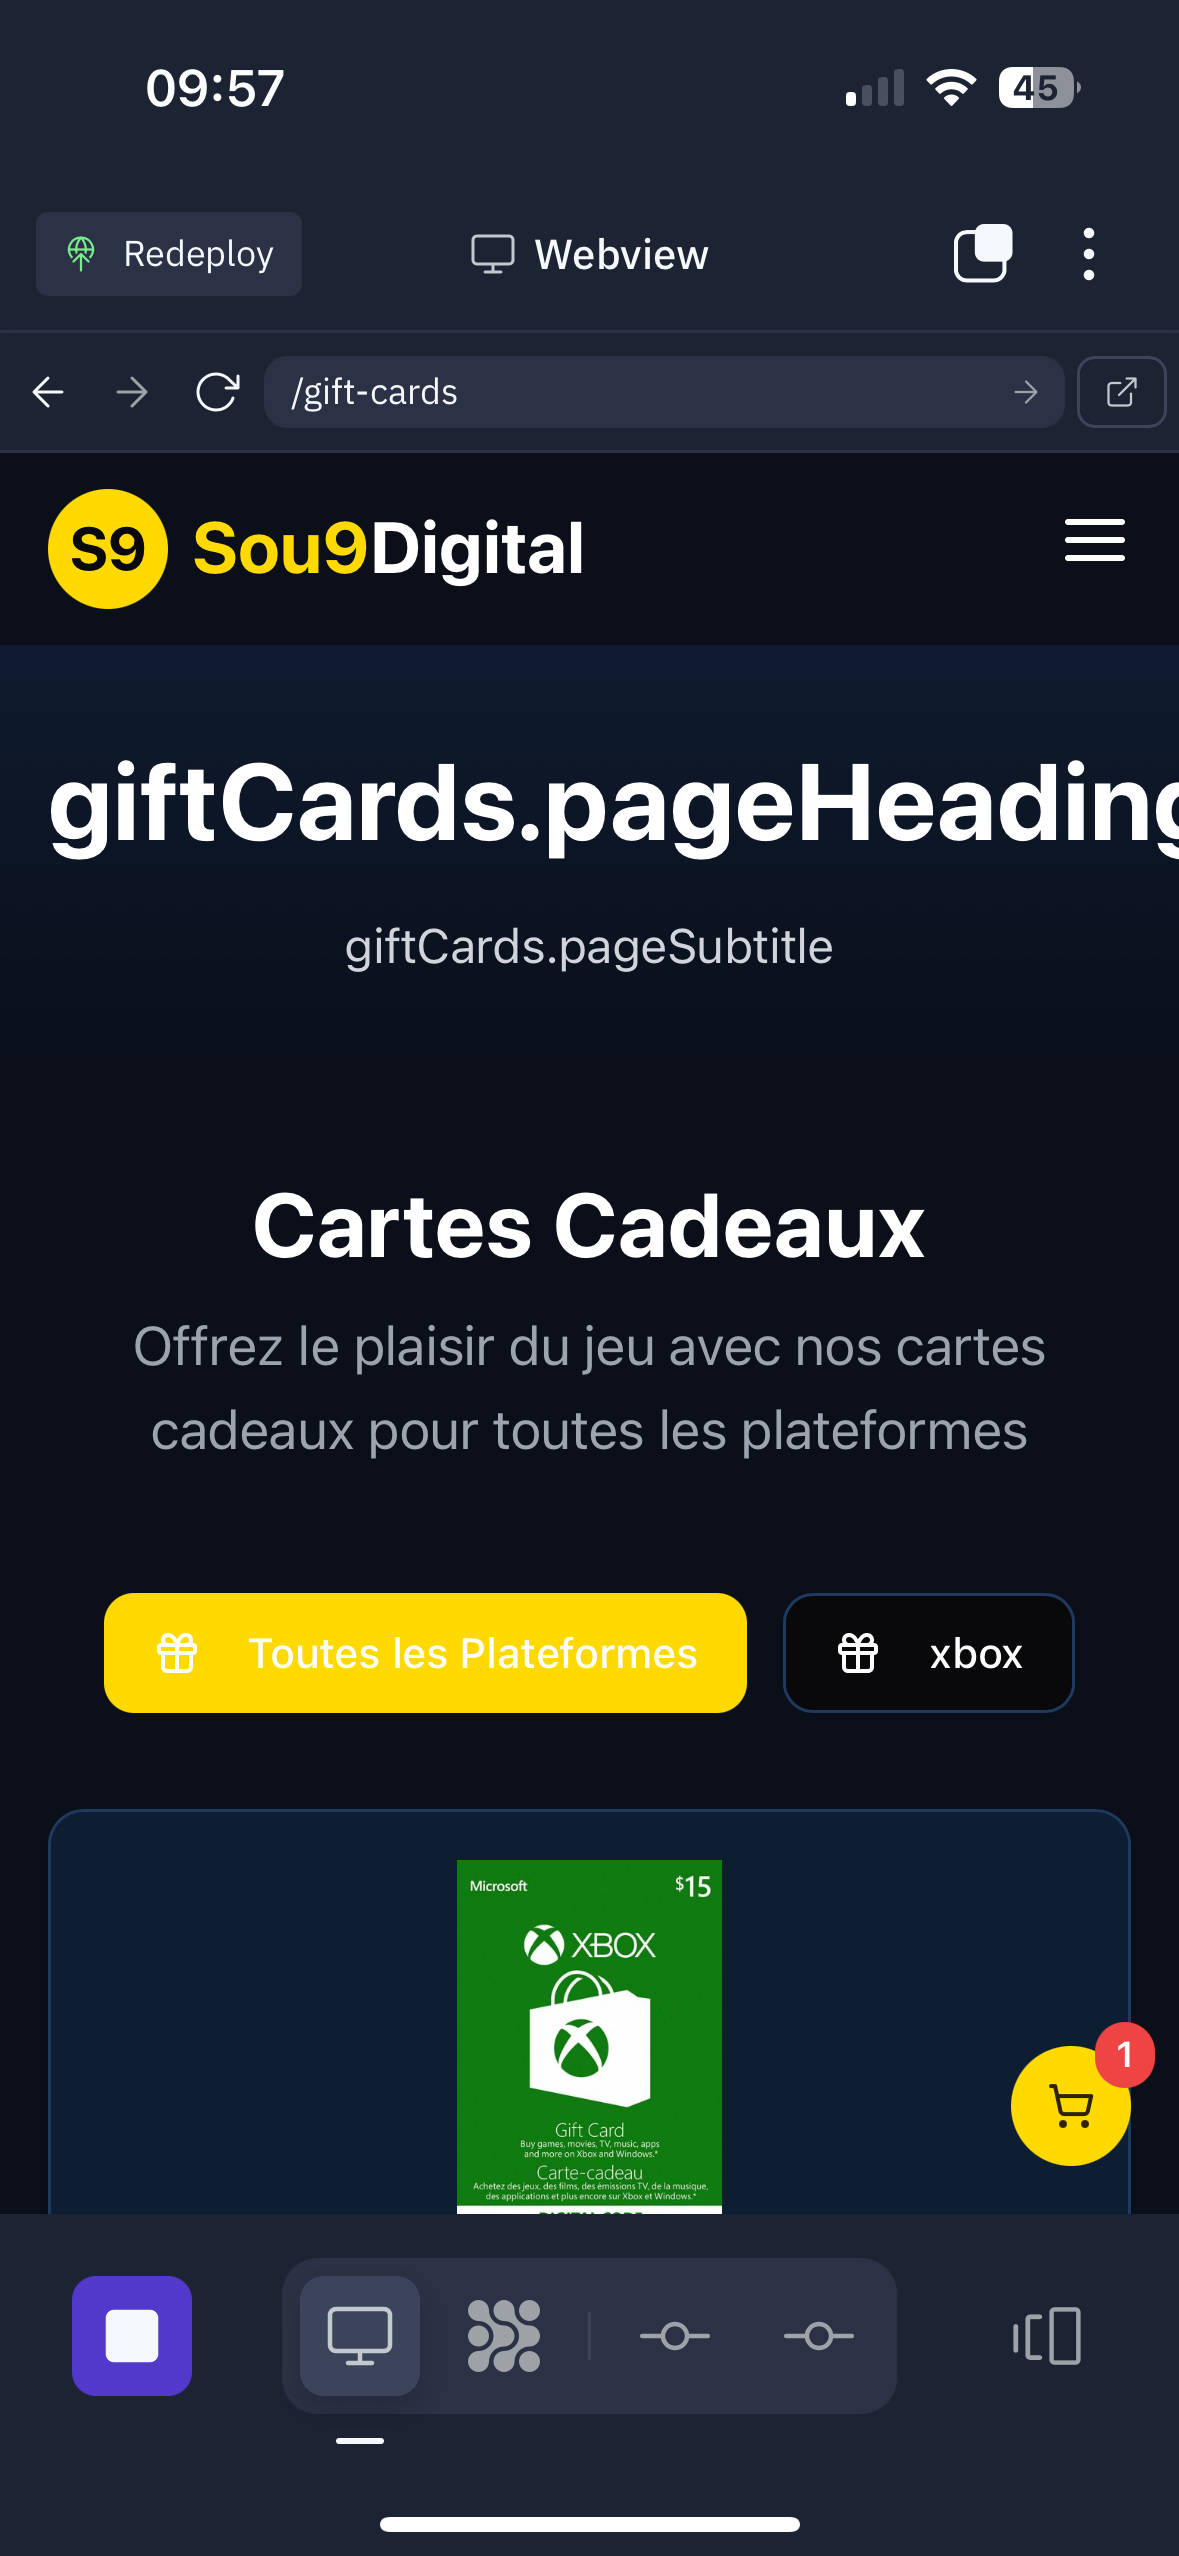 09:57
45
Redeploy
Webview
/gift-cards
S9 Sou9Digital
giftCards.pageHeading
giftCards.pageSubtitle
Cartes Cadeaux
Offrez le plaisir du jeu avec nos cartes
cadeaux pour toutes les plateformes
Toutes les Plateformes
xbox
Microsoft
$15
XBOX
Gift Card
Buy games, movies, TV, music, apps
and more on Xbox and Windows.*
Carte-cadeau
Achetez des jeux, des films, des émissions TV, de la musique,
des applications et plus encore sur Xbox et Windows.*
1